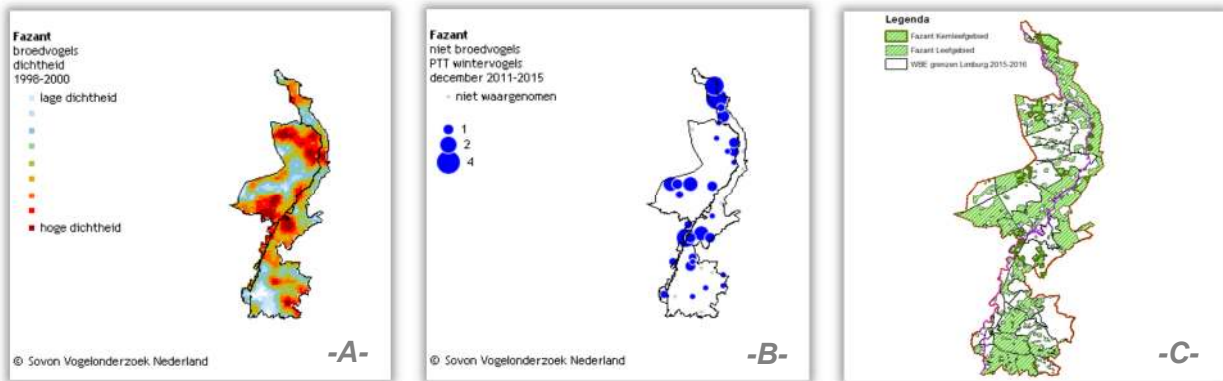 Fazant
broedvogels
dichtheid
1998-2000
lage dichtheid
hoge dichtheid
© Sovon Vogelonderzoek Nederland
-A-
Fazant
niet broedvogels
PTT wintervogels
december 2011-2015
niet waargenomen
1
2
4
© Sovon Vogelonderzoek Nederland
-B-
Legenda
Fazant Kernleefgebied
Fazant Leefgebied
WBE grenzen Limburg 2015-2016
-C-